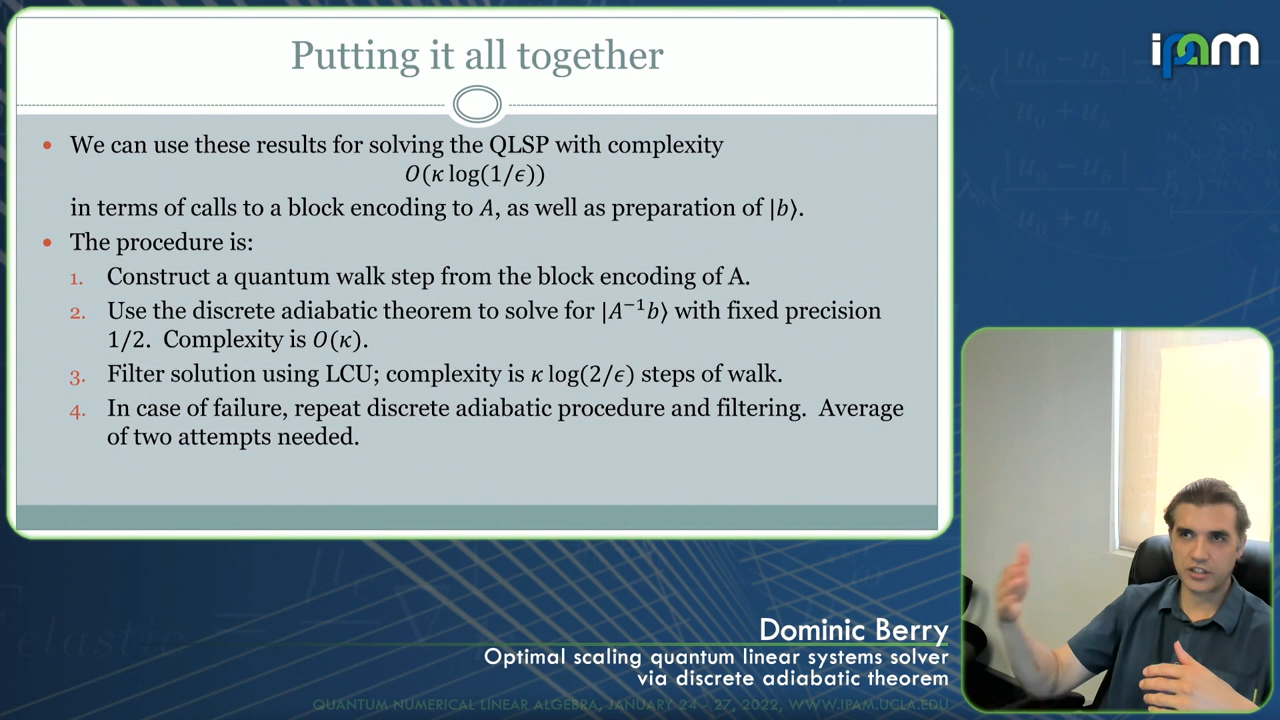 Putting it all together
ipam
• We can use these results for solving the QLSP with complexity
O(κ log(1/ϵ))
in terms of calls to a block encoding to A, as well as preparation of |b⟩.
• The procedure is:
1. Construct a quantum walk step from the block encoding of A.
2. Use the discrete adiabatic theorem to solve for |A⁻¹b⟩ with fixed precision
1/2. Complexity is O(κ).
3. Filter solution using LCU; complexity is κ log(2/ϵ) steps of walk.
4. In case of failure, repeat discrete adiabatic procedure and filtering. Average
of two attempts needed.
Dominic Berry
Optimal scaling quantum linear systems solver
via discrete adiabatic theorem
QUANTUM NUMERICAL LINEAR ALGEBRA, JANUARY 24 - 27, 2022, WWW.IPAM.UCLA.EDU